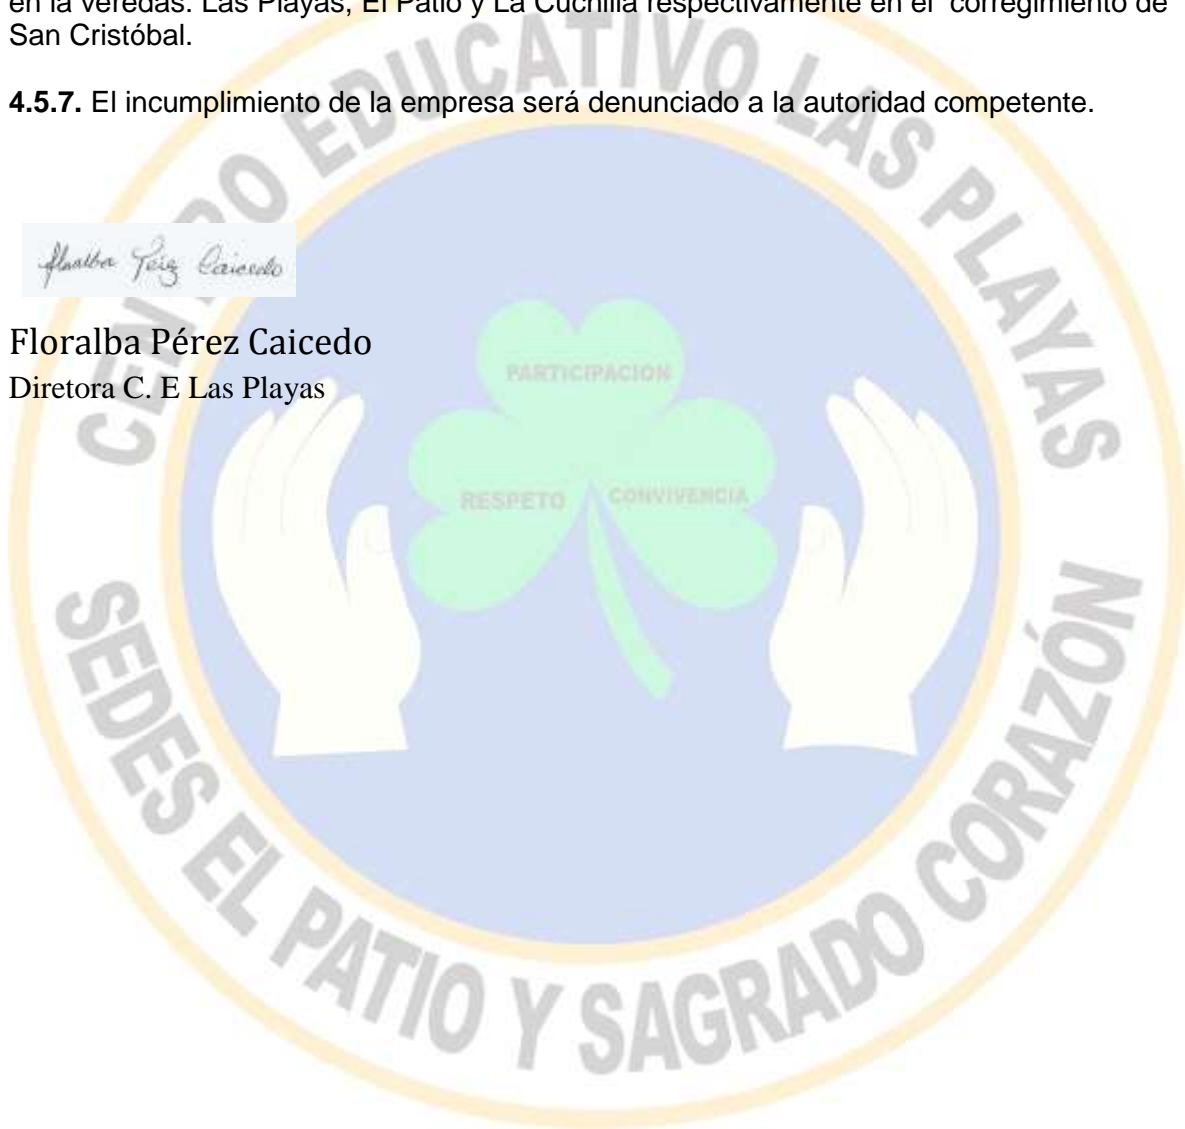 en la veredas: Las Playas, El Patio y La Cuchilla respectivamente en el  corregimiento de
San Cristóbal.
4.5.7. El incumplimiento de la empresa será denunciado a la autoridad competente.
Floralba Pérez Caicedo
Floralba Pérez Caicedo
Diretora C. E Las Playas
CENTRO EDUCATIVO LAS PLAYAS
PARTICIPACION
RESPETO
CONVIVENCIA
SEDES EL PATIO Y SAGRADO CORAZÓN